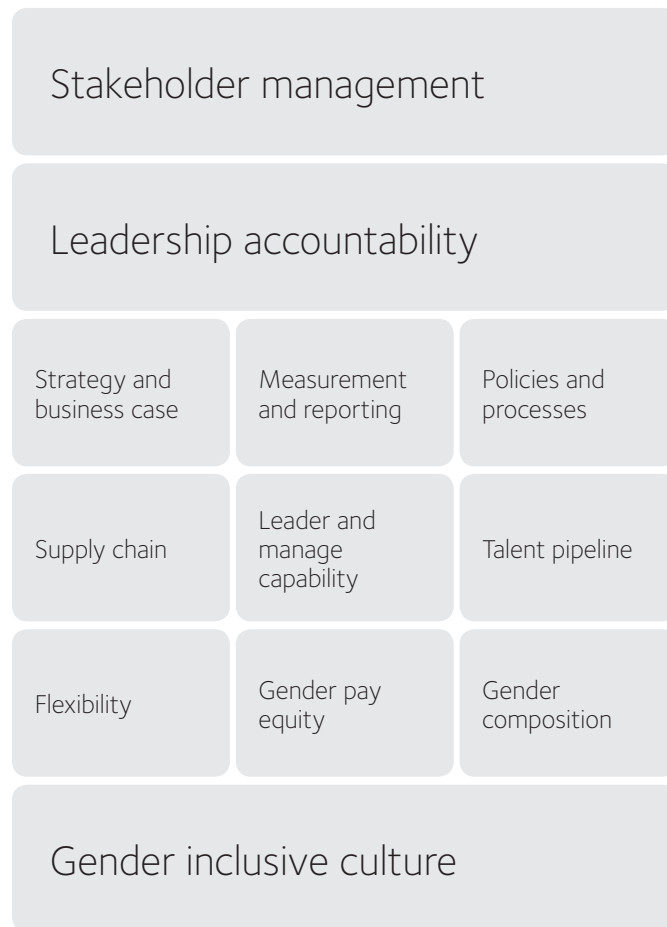 Stakeholder management
Leadership accountability
Strategy and
business case
Measurement
and reporting
Policies and
processes
Supply chain
Leader and
manage
capability
Talent pipeline
Flexibility
Gender pay
equity
Gender
composition
Gender inclusive culture